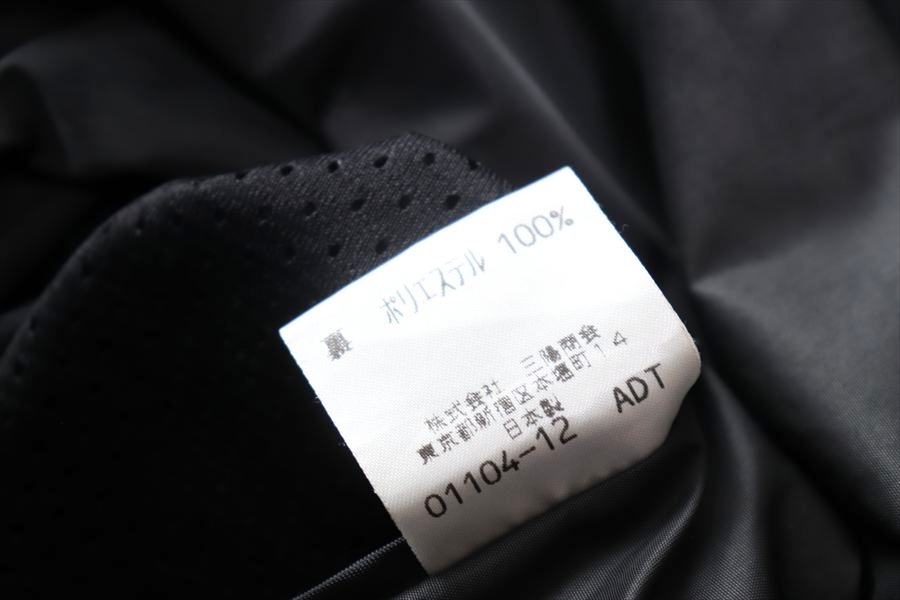 裏 ポリエステル 100%
株式会社 三陽商会
東京都新宿区本塩町14
日本製
01104-12 ADT